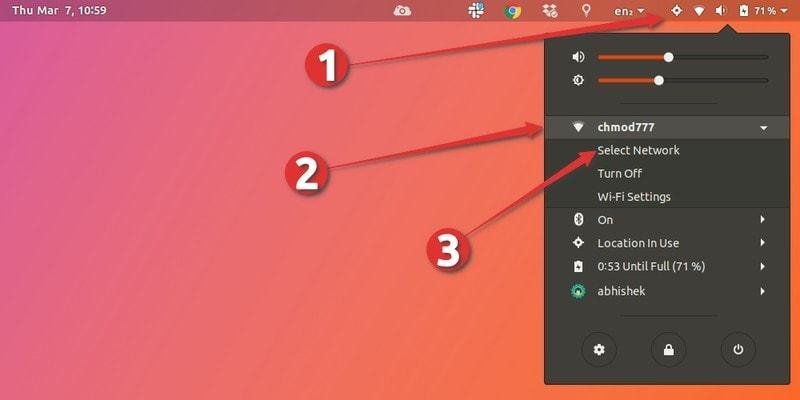 Thu Mar 7, 10:59
en₂
71 %
1
chmod777
2
Select Network
Turn Off
Wi-Fi Settings
3
On
Location In Use
0:53 Until Full (71 %)
abhishek